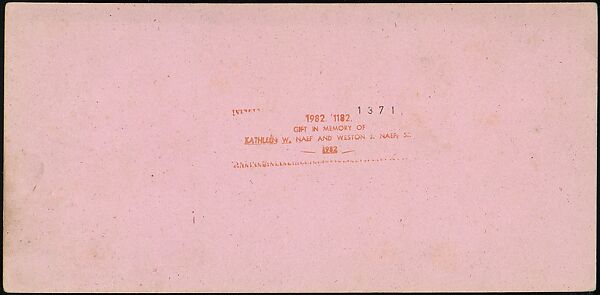 1982 1182.1371.
GIFT IN MEMORY OF
KATHLEEN W. NAEF AND WESTON J. NAEF, SR.
1982